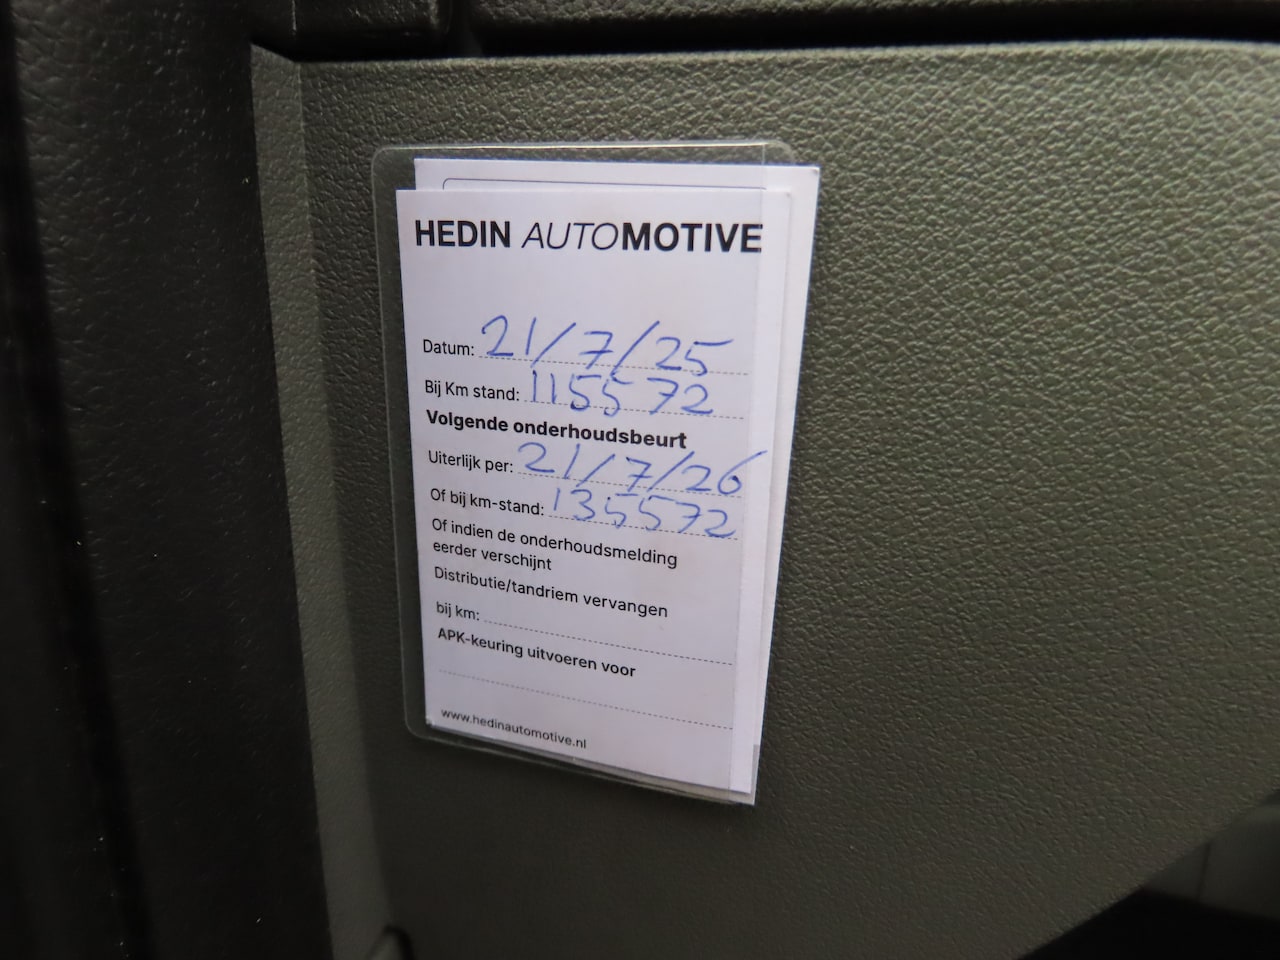 HEDIN AUTOMOTIVE
Datum: 21/7/25
Bij Km stand: 115572
Volgende onderhoudsbeurt
Uiterlijk per: 21/7/26
Of bij km-stand: 135572
Of indien de onderhoudsmelding
eerder verschijnt
Distributie/tandriem vervangen
bij km:
APK-keuring uitvoeren voor
www.hedinautomotive.nl